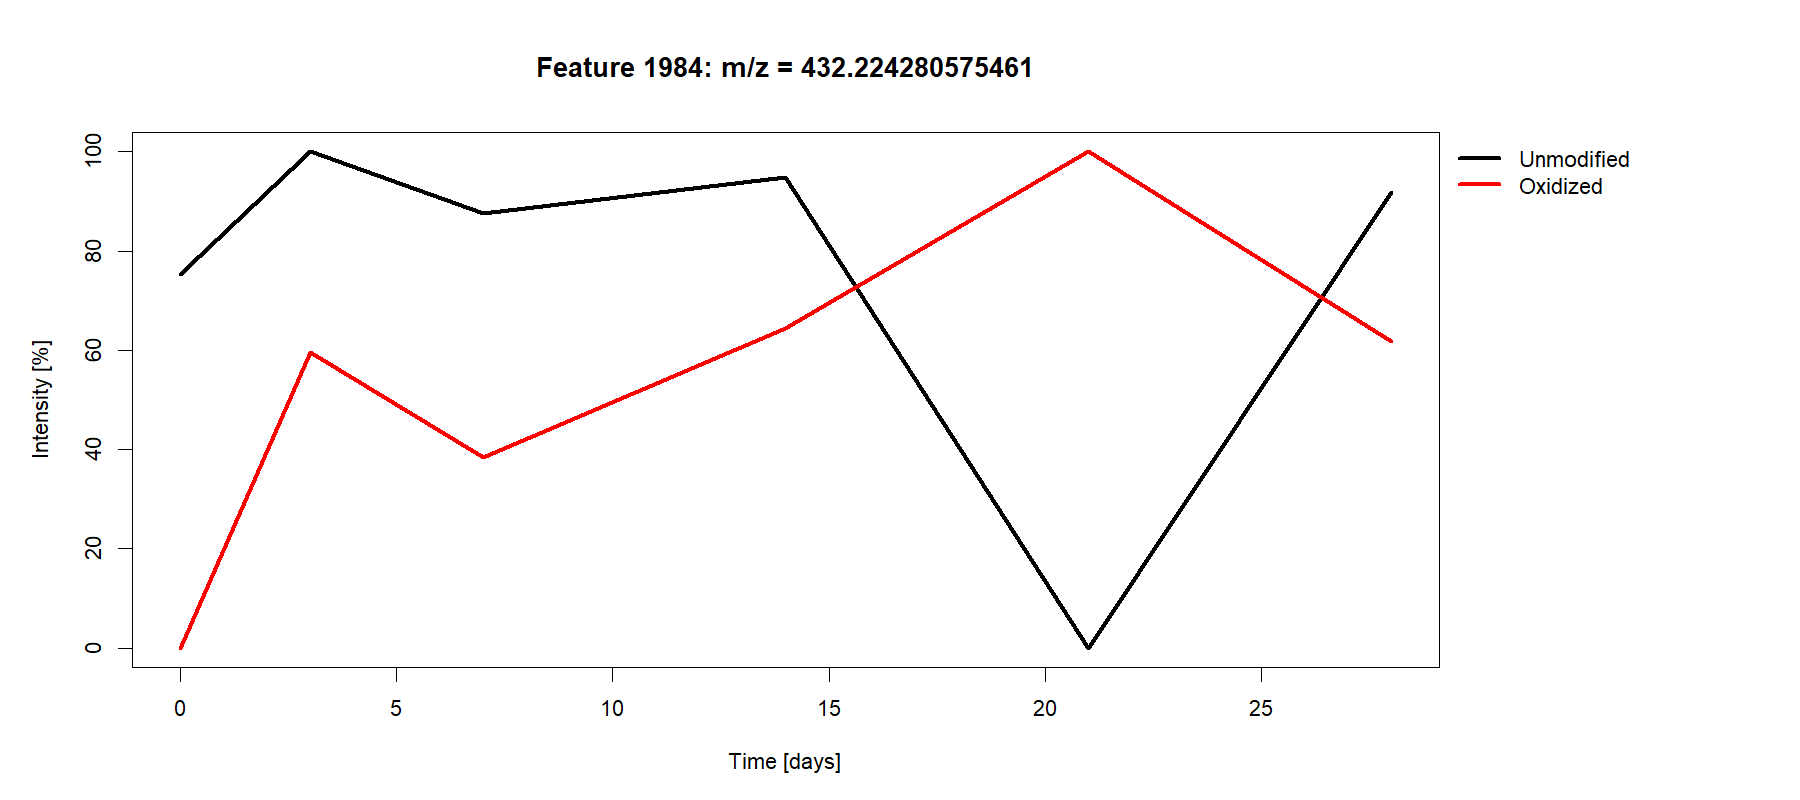 Feature 1984: m/z = 432.224280575461
Unmodified
Oxidized
Intensity [%]
100
80
60
40
20
0
0 5 10 15 20 25
Time [days]